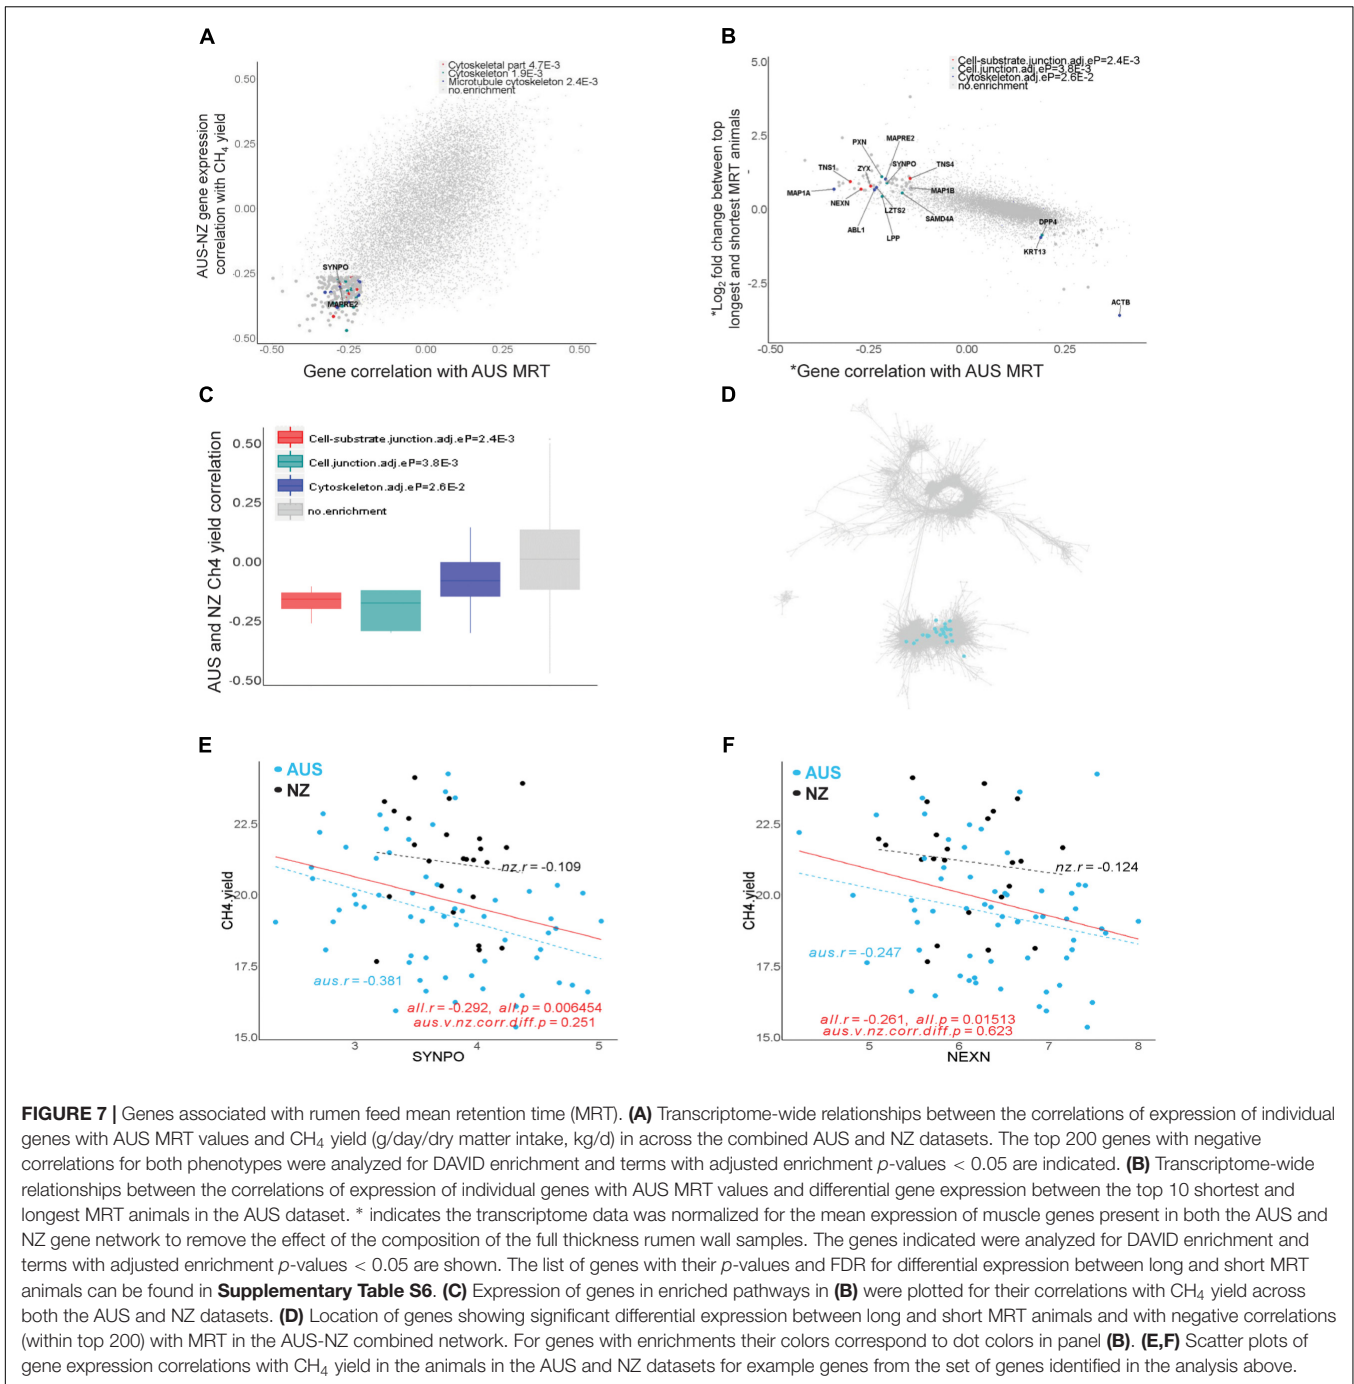 A
Cytoskeletal part 4.7E-3
Cytoskeleton 1.9E-3
Microtubule cytoskeleton 2.4E-3
no.enrichment
AUS-NZ gene expression
correlation with CH4 yield
0.50
0.25
0.00
-0.25
-0.50
SYNPO
MAPRE2
-0.50
-0.25
0.00
0.25
0.50
Gene correlation with AUS MRT
B
Cell-substrate.junction.adj.eP=2.4E-3
Cell.junction.adj.eP=3.8E-3
Cytoskeleton.adj.eP=2.6E-2
no.enrichment
*Log2 fold change between top
longest and shortest MRT animals
5.0
2.5
0.0
-2.5
PXN
MAPRE2
TNS1
ZYX
SYNPO
TNS4
MAP1A
NEXN
MAP1B
ABL1
LZTS2
LPP
SAMD4A
DPP4
KRT13
ACTB
-0.50
-0.25
0.00
0.25
*Gene correlation with AUS MRT
C
AUS and NZ Ch4 yield correlation
0.50
0.25
0.00
-0.25
-0.50
Cell-substrate.junction.adj.eP=2.4E-3
Cell.junction.adj.eP=3.8E-3
Cytoskeleton.adj.eP=2.6E-2
no.enrichment
D
E
AUS
NZ
CH4.yield
22.5
20.0
17.5
15.0
nz.r = -0.109
aus.r = -0.381
all.r = -0.292, all.p = 0.006454
aus.v.nz.corr.diff.p = 0.251
3
4
5
SYNPO
F
AUS
NZ
CH4.yield
22.5
20.0
17.5
15.0
nz.r = -0.124
aus.r = -0.247
all.r = -0.261, all.p = 0.01513
aus.v.nz.corr.diff.p = 0.623
5
6
7
8
NEXN
FIGURE 7 | Genes associated with rumen feed mean retention time (MRT). (A) Transcriptome-wide relationships between the correlations of expression of individual
genes with AUS MRT values and CH4 yield (g/day/dry matter intake, kg/d) in across the combined AUS and NZ datasets. The top 200 genes with negative
correlations for both phenotypes were analyzed for DAVID enrichment and terms with adjusted enrichment p-values < 0.05 are indicated. (B) Transcriptome-wide
relationships between the correlations of expression of individual genes with AUS MRT values and differential gene expression between the top 10 shortest and
longest MRT animals in the AUS dataset. * indicates the transcriptome data was normalized for the mean expression of muscle genes present in both the AUS and
NZ gene network to remove the effect of the composition of the full thickness rumen wall samples. The genes indicated were analyzed for DAVID enrichment and
terms with adjusted enrichment p-values < 0.05 are shown. The list of genes with their p-values and FDR for differential expression between long and short MRT
animals can be found in Supplementary Table S6. (C) Expression of genes in enriched pathways in (B) were plotted for their correlations with CH4 yield across
both the AUS and NZ datasets. (D) Location of genes showing significant differential expression between long and short MRT animals and with negative correlations
(within top 200) with MRT in the AUS-NZ combined network. For genes with enrichments their colors correspond to dot colors in panel (B). (E,F) Scatter plots of
gene expression correlations with CH4 yield in the animals in the AUS and NZ datasets for example genes from the set of genes identified in the analysis above.